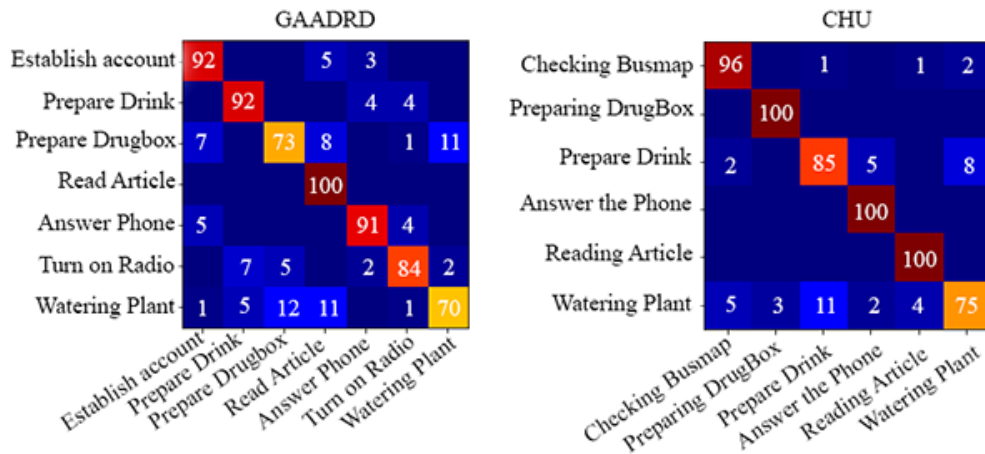 GAADRD
Establish account 92 5 3
Prepare Drink 92 4 4
Prepare Drugbox 7 73 8 1 11
Read Article 100
Answer Phone 5 91 4
Turn on Radio 7 5 2 84 2
Watering Plant 1 5 12 11 1 70
Establish account
Prepare Drink
Prepare Drugbox
Read Article
Answer Phone
Turn on Radio
Watering Plant
CHU
Checking Busmap 96 1 1 2
Preparing DrugBox 100
Prepare Drink 2 85 5 8
Answer the Phone 100
Reading Article 100
Watering Plant 5 3 11 2 4 75
Checking Busmap
Preparing DrugBox
Prepare Drink
Answer the Phone
Reading Article
Watering Plant